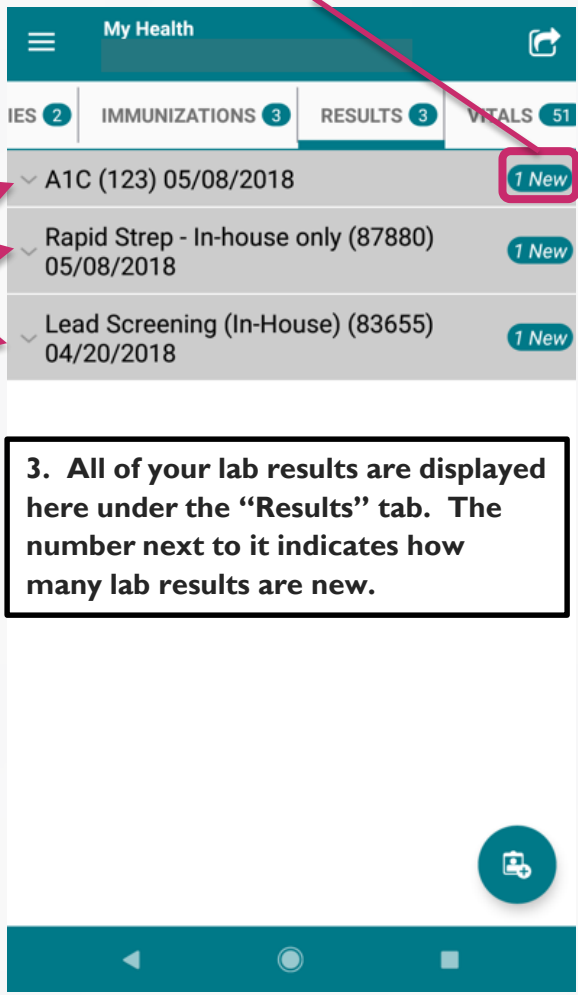 My Health
IES 2 IMMUNIZATIONS 3 RESULTS 3 VITALS 51
A1C (123) 05/08/2018 1 New
Rapid Strep - In-house only (87880)
05/08/2018
1 New
Lead Screening (In-House) (83655)
04/20/2018
1 New
3. All of your lab results are displayed
here under the “Results” tab. The
number next to it indicates how
many lab results are new.